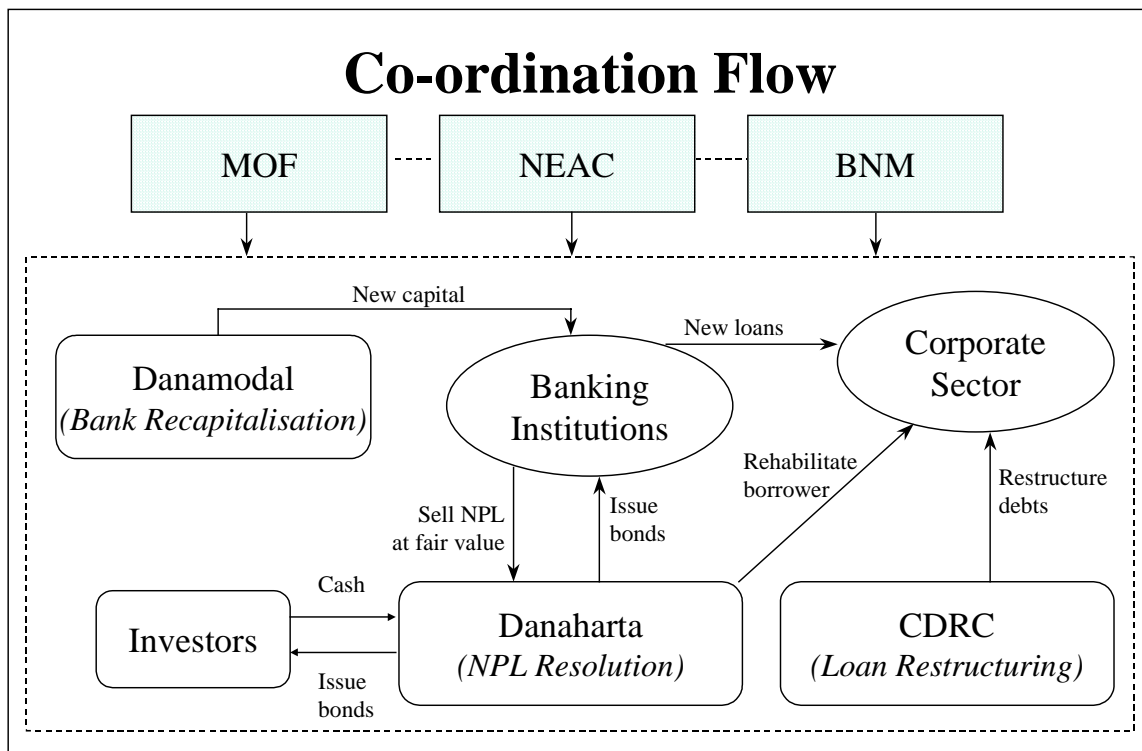 Co-ordination Flow
MOF
NEAC
BNM
New capital
New loans
Corporate
Sector
Danamodal
(Bank Recapitalisation)
Banking
Institutions
Rehabilitate
borrower
Restructure
debts
Sell NPL
at fair value
Issue
bonds
Cash
Investors
Danaharta
(NPL Resolution)
CDRC
(Loan Restructuring)
Issue
bonds